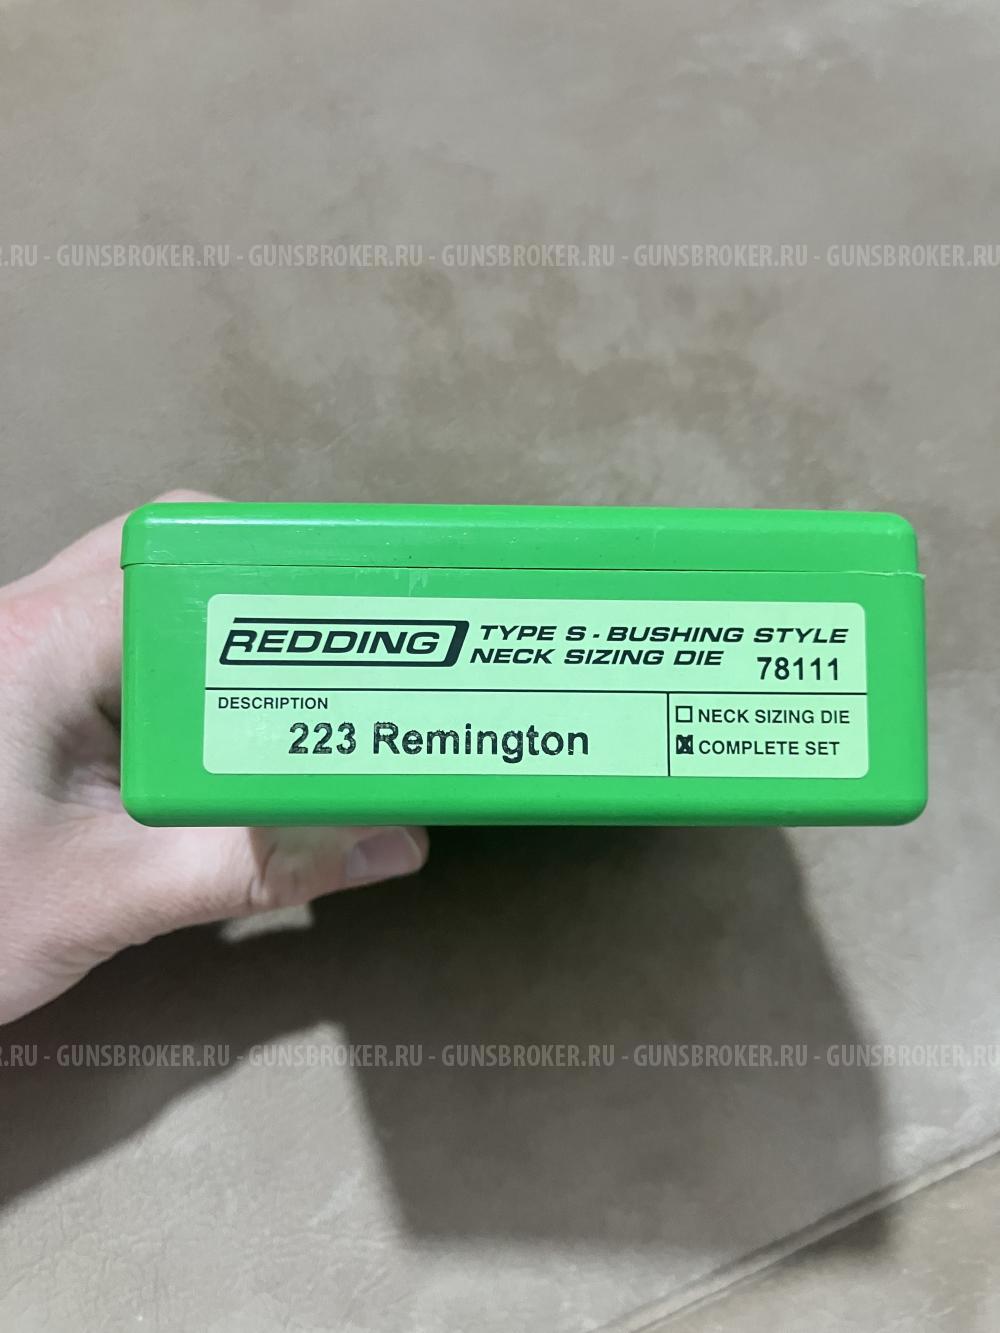 .RU - GUNSBROKER.RU - GUNSBROKER.RU - GUNSBROKER.RU - GUNSBROKER.RU - GUNSBROKER.RU
REDDING TYPE S - BUSHING STYLE
NECK SIZING DIE 78111
DESCRIPTION
223 Remington
NECK SIZING DIE
COMPLETE SET
.RU - GUNSBROKER.RU - GUNSBROKER.RU - GUNSBROKER.RU - GUNSBROKER.RU - GUNSBROKER.RU